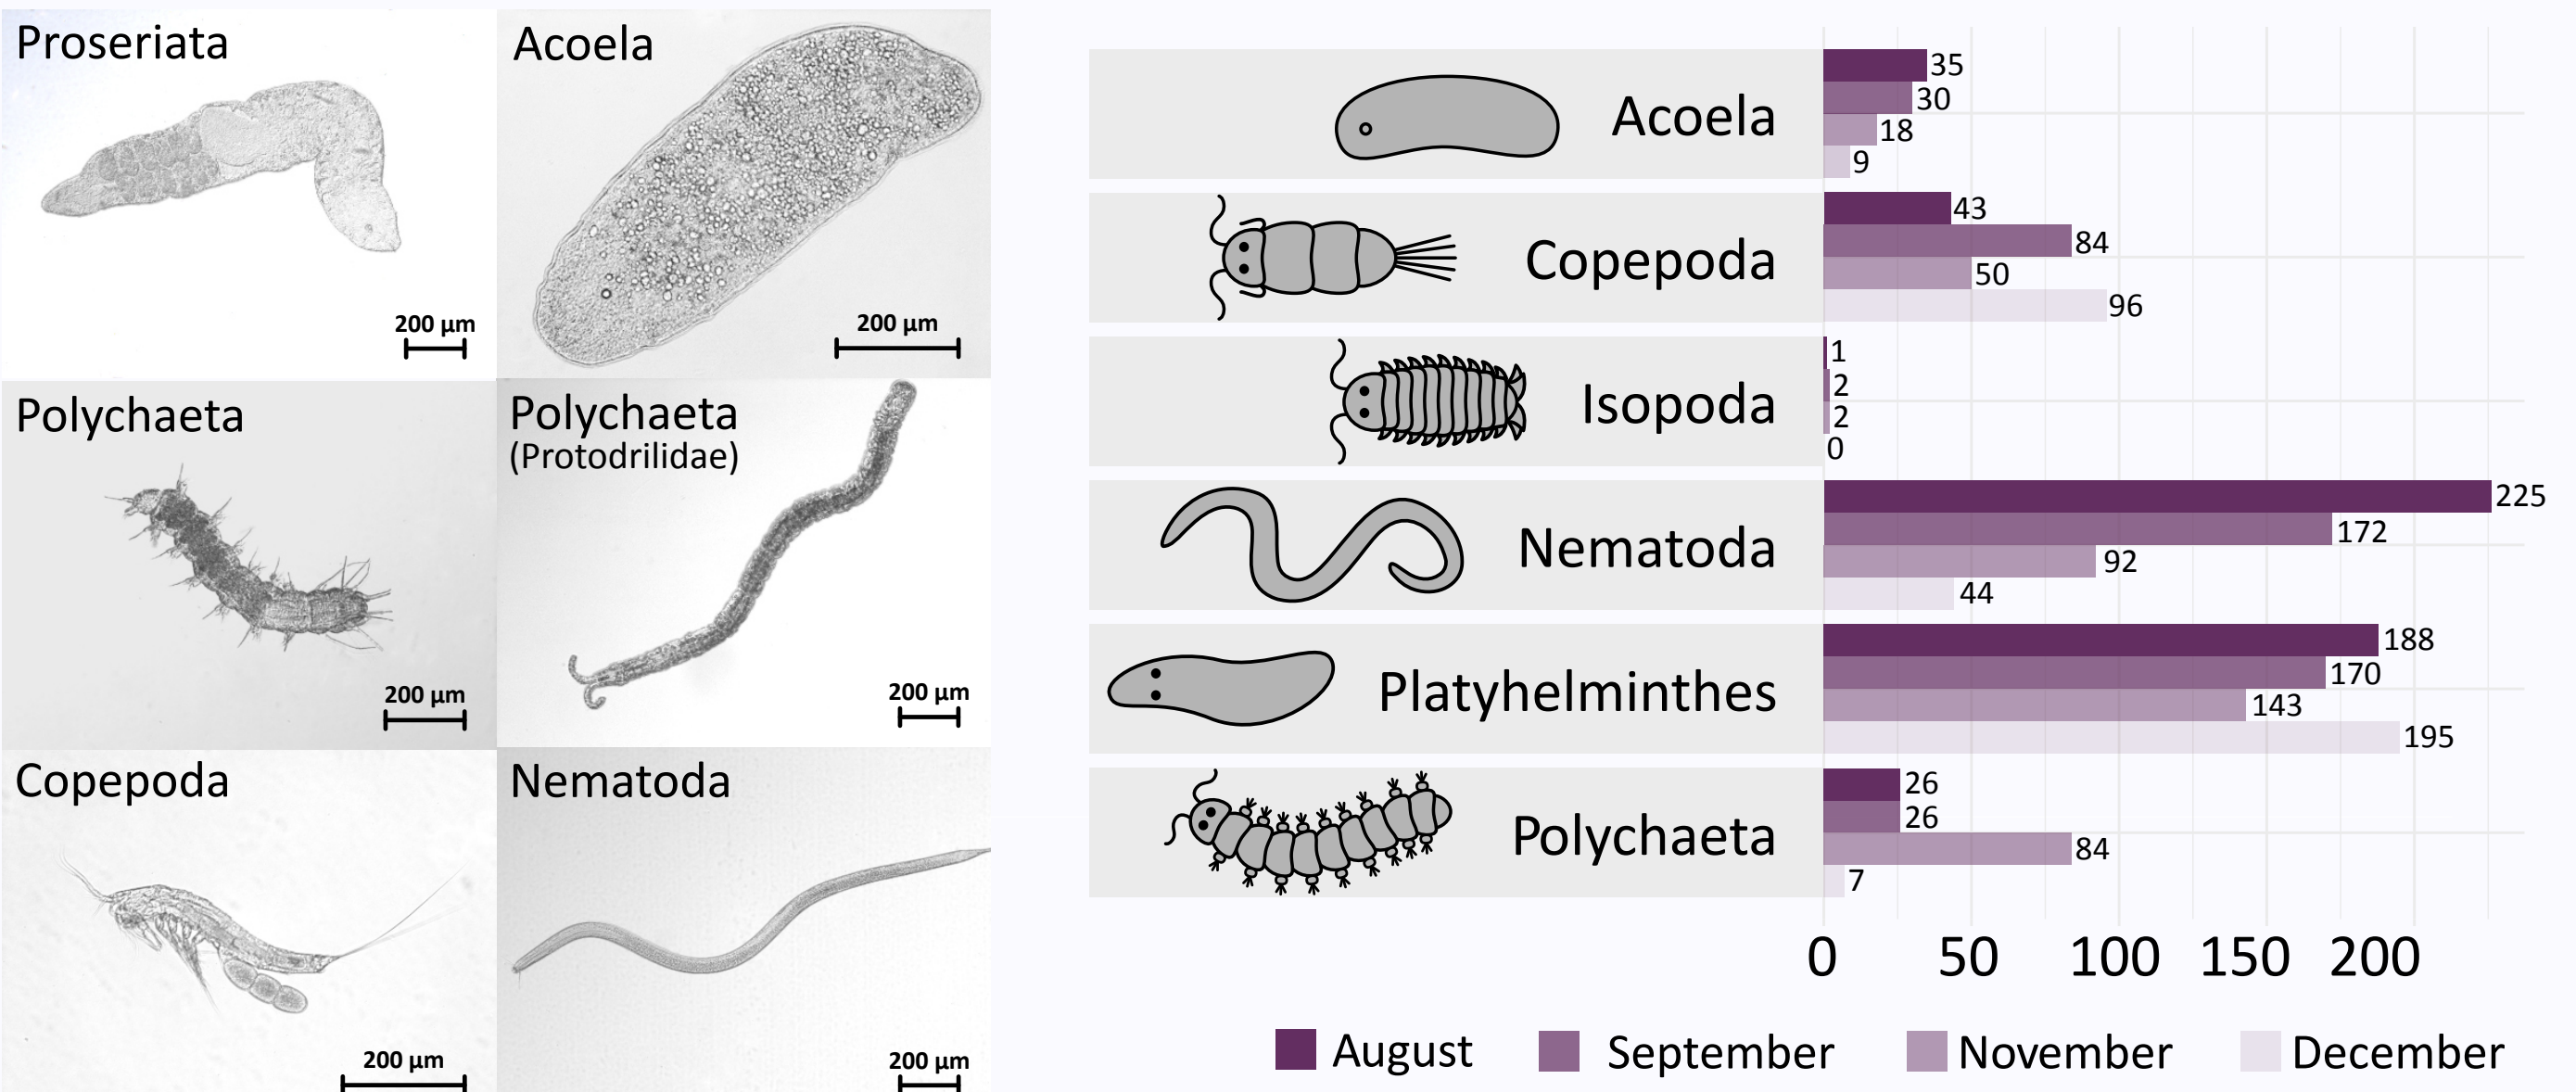 Proseriata
200 µm
Acoela
200 µm
Polychaeta
200 µm
Polychaeta
(Protodrilidae)
200 µm
Copepoda
200 µm
Nematoda
200 µm
Acoela
35
30
18
9
Copepoda
43
84
50
96
Isopoda
1
2
2
0
Nematoda
225
172
92
44
Platyhelminthes
188
170
143
195
Polychaeta
26
26
84
7
0 50 100 150 200
August September November December